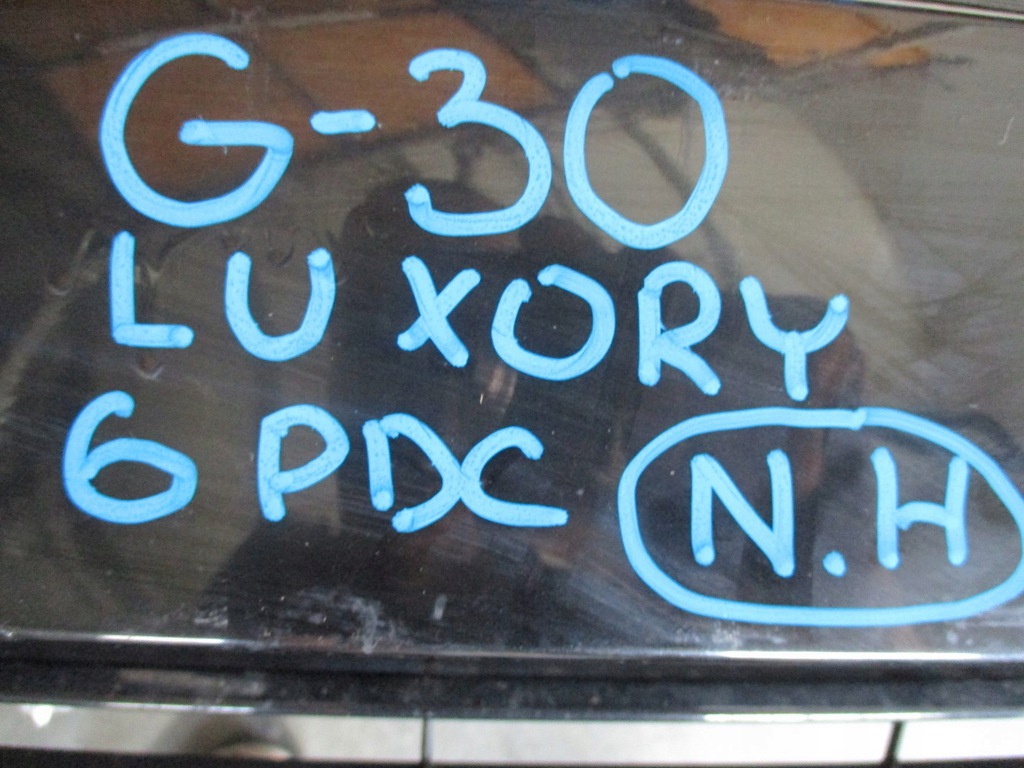 G-30
LUXORY
6 PDC N.H